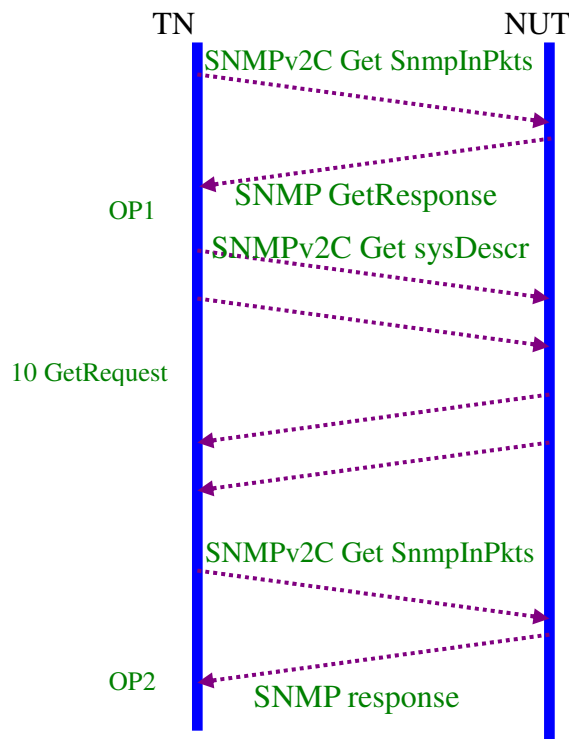 TN
NUT
SNMPv2C Get SnmpInPkts
SNMP GetResponse
OP1
SNMPv2C Get sysDescr
10 GetRequest
SNMPv2C Get SnmpInPkts
OP2
SNMP response